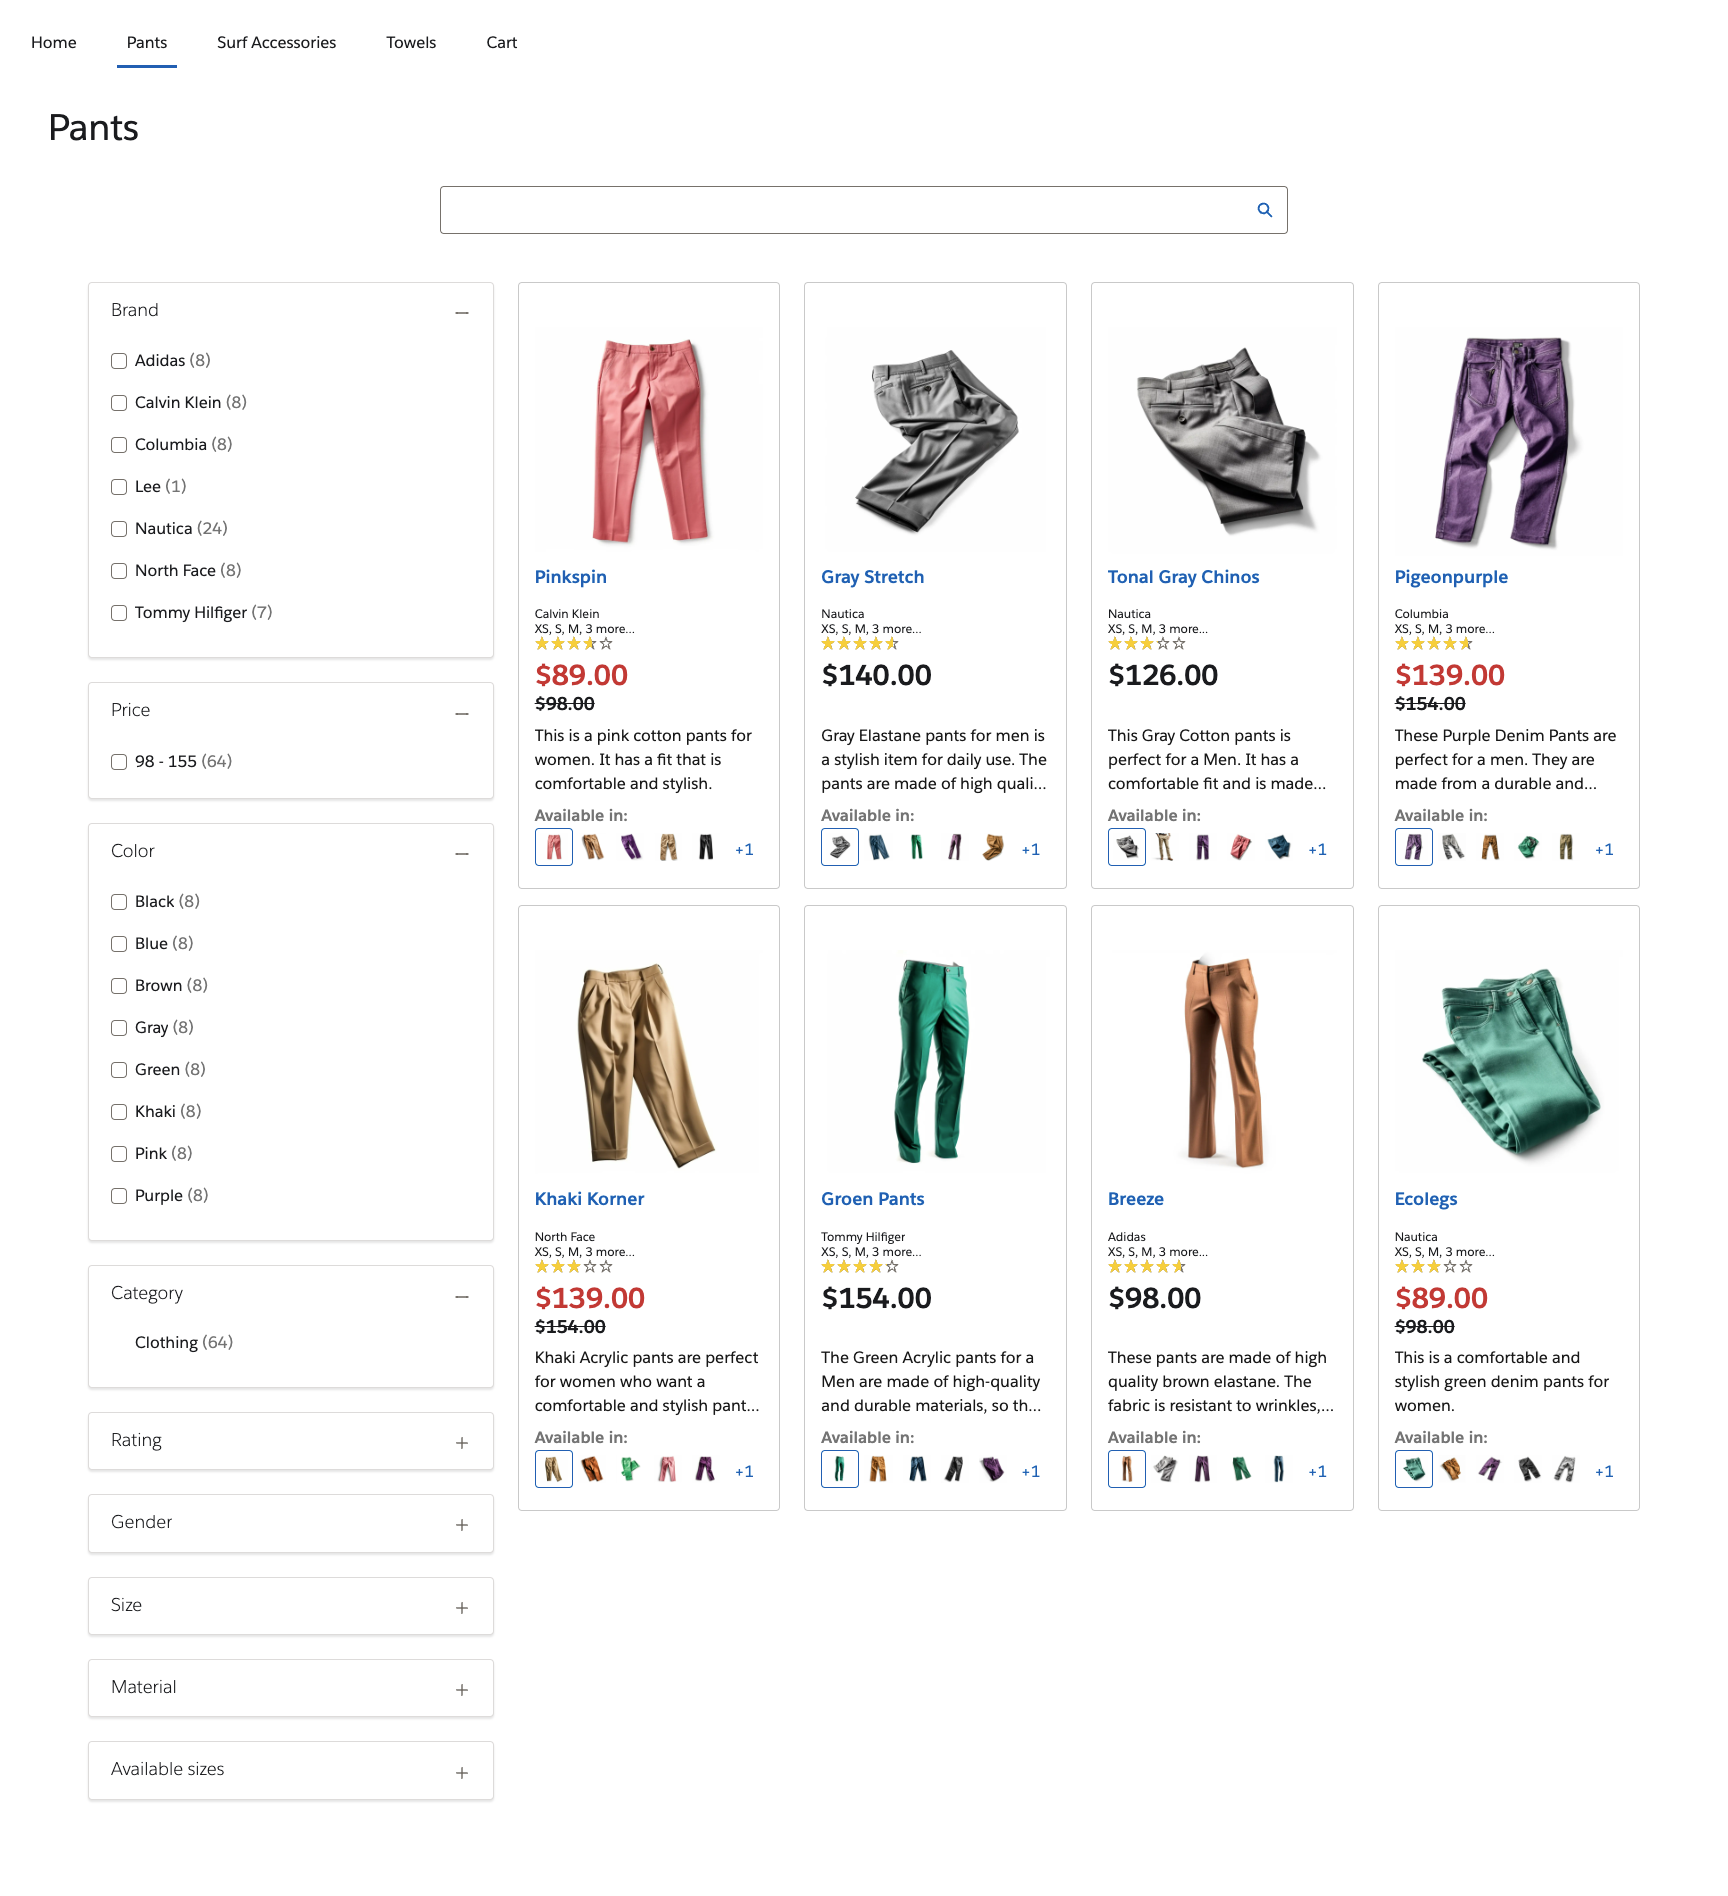 Home
Pants
Surf Accessories
Towels
Cart
Pants
Brand
Adidas (8)
Calvin Klein (8)
Columbia (8)
Lee (1)
Nautica (24)
North Face (8)
Tommy Hilfiger (7)
Price
98 - 155 (64)
Color
Black (8)
Blue (8)
Brown (8)
Gray (8)
Green (8)
Khaki (8)
Pink (8)
Purple (8)
Category
Clothing (64)
Rating
Gender
Size
Material
Available sizes
Pinkspin
Calvin Klein
XS, S, M, 3 more...
$89.00
$98.00
This is a pink cotton pants for
women. It has a fit that is
comfortable and stylish.
Available in:
+1
Gray Stretch
Nautica
XS, S, M, 3 more...
$140.00
Gray Elastane pants for men is
a stylish item for daily use. The
pants are made of high quali...
Available in:
+1
Tonal Gray Chinos
Nautica
XS, S, M, 3 more...
$126.00
This Gray Cotton pants is
perfect for a Men. It has a
comfortable fit and is made...
Available in:
+1
Pigeonpurple
Columbia
XS, S, M, 3 more...
$139.00
$154.00
These Purple Denim Pants are
perfect for a men. They are
made from a durable and...
Available in:
+1
Khaki Korner
North Face
XS, S, M, 3 more...
$139.00
$154.00
Khaki Acrylic pants are perfect
for women who want a
comfortable and stylish pant...
Available in:
+1
Groen Pants
Tommy Hilfiger
XS, S, M, 3 more...
$154.00
The Green Acrylic pants for a
Men are made of high-quality
and durable materials, so th...
Available in:
+1
Breeze
Adidas
XS, S, M, 3 more...
$98.00
These pants are made of high
quality brown elastane. The
fabric is resistant to wrinkles,...
Available in:
+1
Ecolegs
Nautica
XS, S, M, 3 more...
$89.00
$98.00
This is a comfortable and
stylish green denim pants for
women.
Available in:
+1